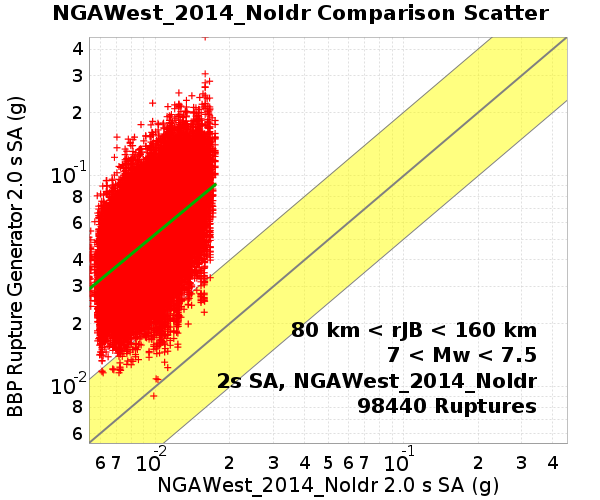 NGAWest_2014_NoIdr Comparison Scatter
BBP Rupture Generator 2.0 s SA (g)
4
3
2
10-1
8
6
4
3
2
10-2
8
6
80 km < rJB < 160 km
7 < Mw < 7.5
2s SA, NGAWest_2014_NoIdr
98440 Ruptures
6 7 10-2 2 3 4 5 6 7 10-1 2 3 4
NGAWest_2014_NoIdr 2.0 s SA (g)